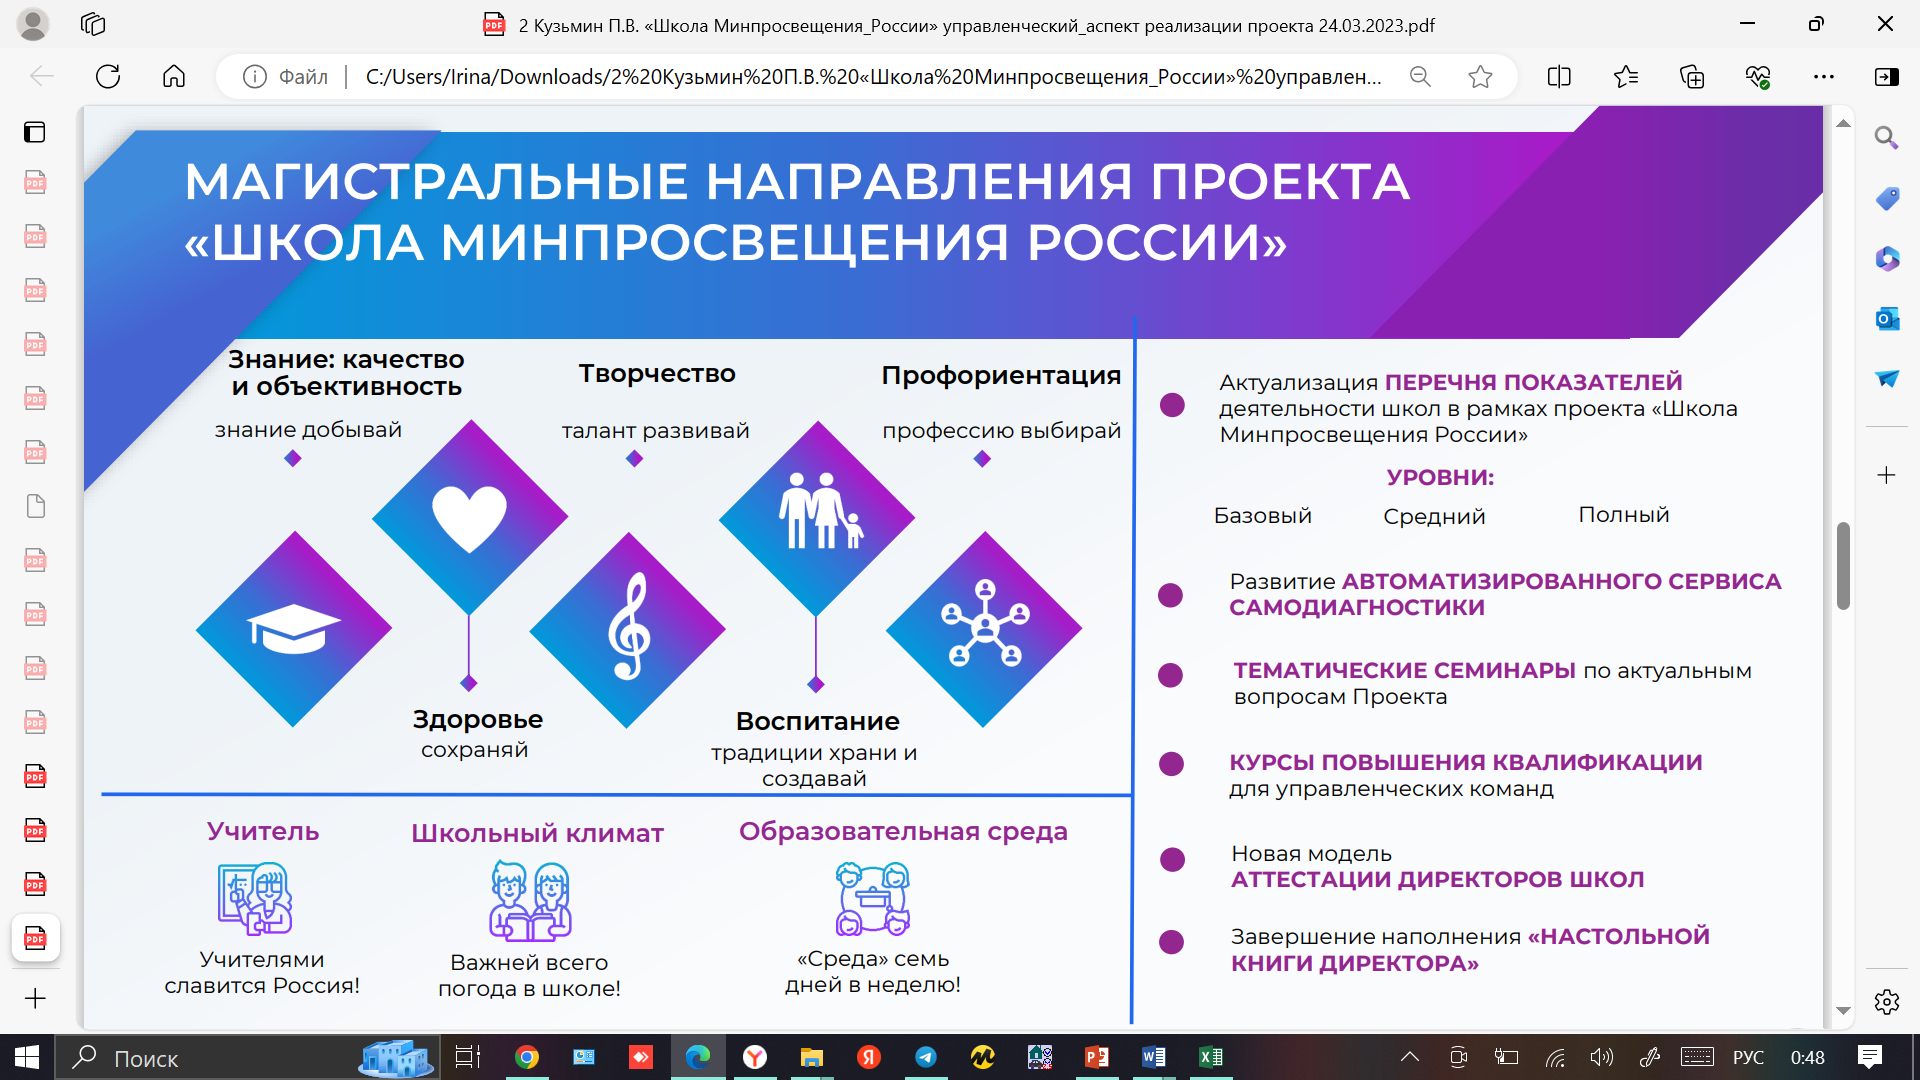 2 Кузьмин П.В. «Школа Минпросвещения_России» управленческий_аспект реализации проекта 24.03.2023.pdf
Файл
C:/Users/Irina/Downloads/2%20Кузьмин%20П.В.%20«Школа%20Минпросвещения_России»%20управлен...
МАГИСТРАЛЬНЫЕ НАПРАВЛЕНИЯ ПРОЕКТА
«ШКОЛА МИНПРОСВЕЩЕНИЯ РОССИИ»
Знание: качество
и объективность
знание добывай
Творчество
талант развивай
Профориентация
профессию выбирай
Здоровье
сохраняй
Воспитание
традиции храни и
создавай
Учитель
Учителями
славится Россия!
Школьный климат
Важней всего
погода в школе!
Образовательная среда
«Среда» семь
дней в неделю!
Актуализация ПЕРЕЧНЯ ПОКАЗАТЕЛЕЙ
деятельности школ в рамках проекта «Школа
Минпросвещения России»
УРОВНИ:
Базовый Средний Полный
Развитие АВТОМАТИЗИРОВАННОГО СЕРВИСА
САМОДИАГНОСТИКИ
ТЕМАТИЧЕСКИЕ СЕМИНАРЫ по актуальным
вопросам Проекта
КУРСЫ ПОВЫШЕНИЯ КВАЛИФИКАЦИИ
для управленческих команд
Новая модель
АТТЕСТАЦИИ ДИРЕКТОРОВ ШКОЛ
Завершение наполнения «НАСТОЛЬНОЙ
КНИГИ ДИРЕКТОРА»
Поиск
РУС
0:48